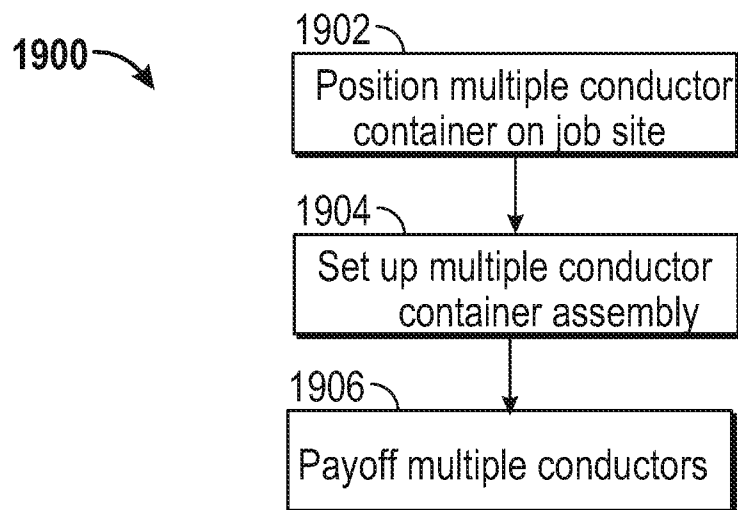 1900
1902
Position multiple conductor
container on job site
1904
Set up multiple conductor
container assembly
1906
Payoff multiple conductors